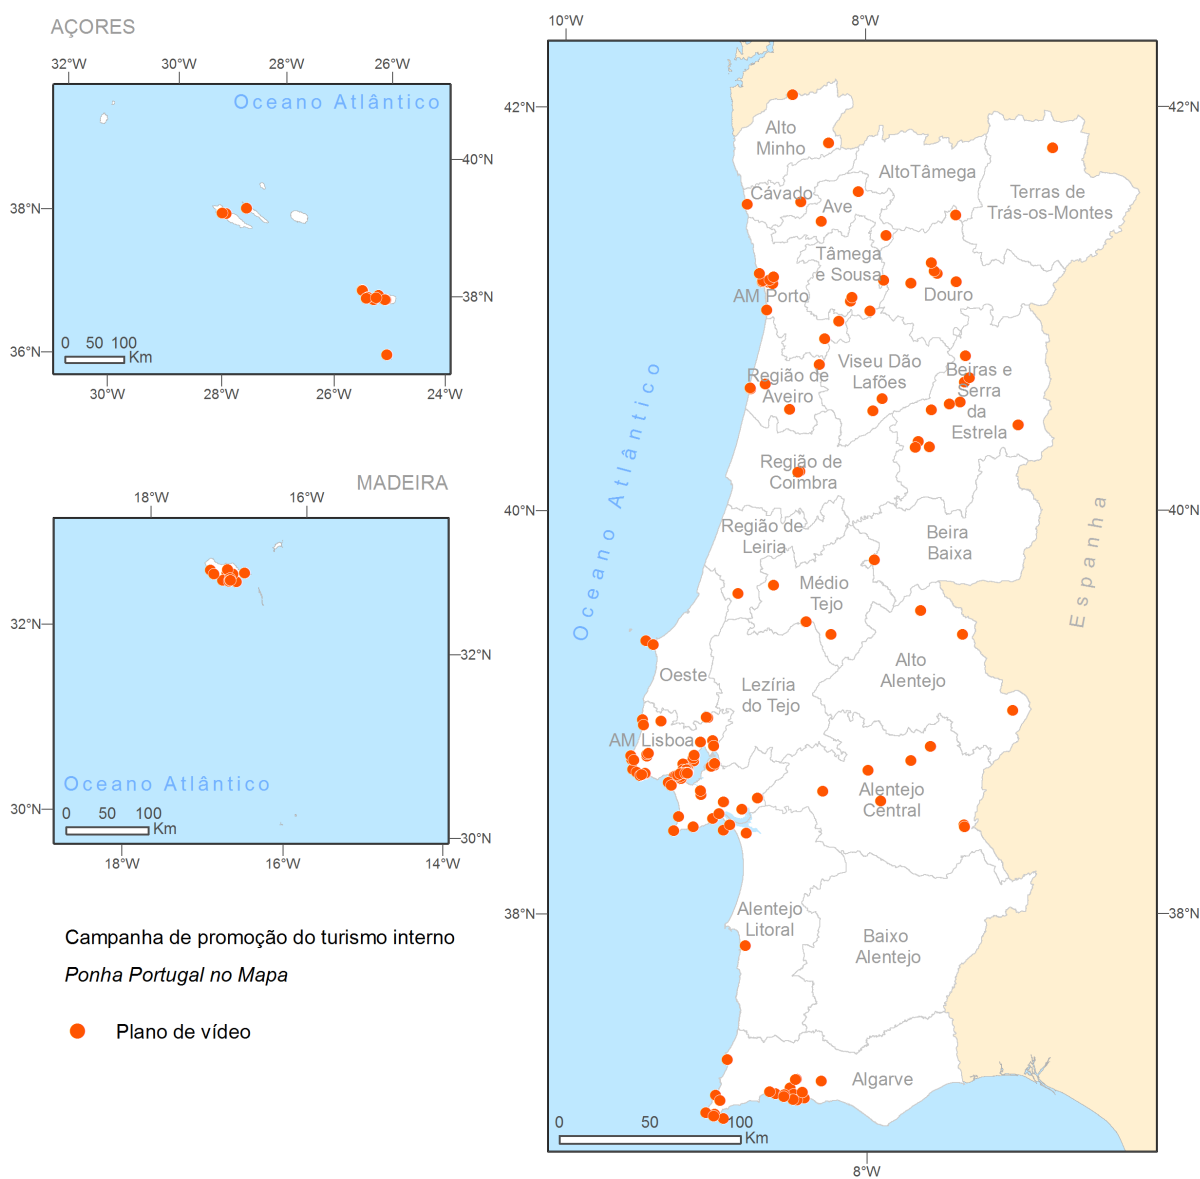 AÇORES
32°W 30°W 28°W 26°W
Oceano Atlântico
40°N
38°N
38°N
36°N
0 50 100
Km
30°W 28°W 26°W 24°W
MADEIRA
18°W 16°W
32°N
32°N
Oceano Atlântico
0 50 100
Km
30°N
30°N
18°W 16°W 14°W
Campanha de promoção do turismo interno
Ponha Portugal no Mapa
Plano de vídeo
10°W 8°W
42°N 42°N
Alto
Minho
AltoTâmega
Terras de
Trás-os-Montes
Cávado
Ave
Tâmega
e Sousa
AM Porto
Douro
Viseu Dão
Lafões
Região de
Aveiro
Beiras e
Serra
da
Estrela
Região de
Coimbra
Oceano Atlântico
Espanha
40°N 40°N
Região de
Leiria
Beira
Baixa
Médio
Tejo
Oeste
Lezíria
do Tejo
Alto
Alentejo
AM Lisboa
Alentejo
Central
38°N 38°N
Alentejo
Litoral
Baixo
Alentejo
Algarve
0 50 100
Km
8°W